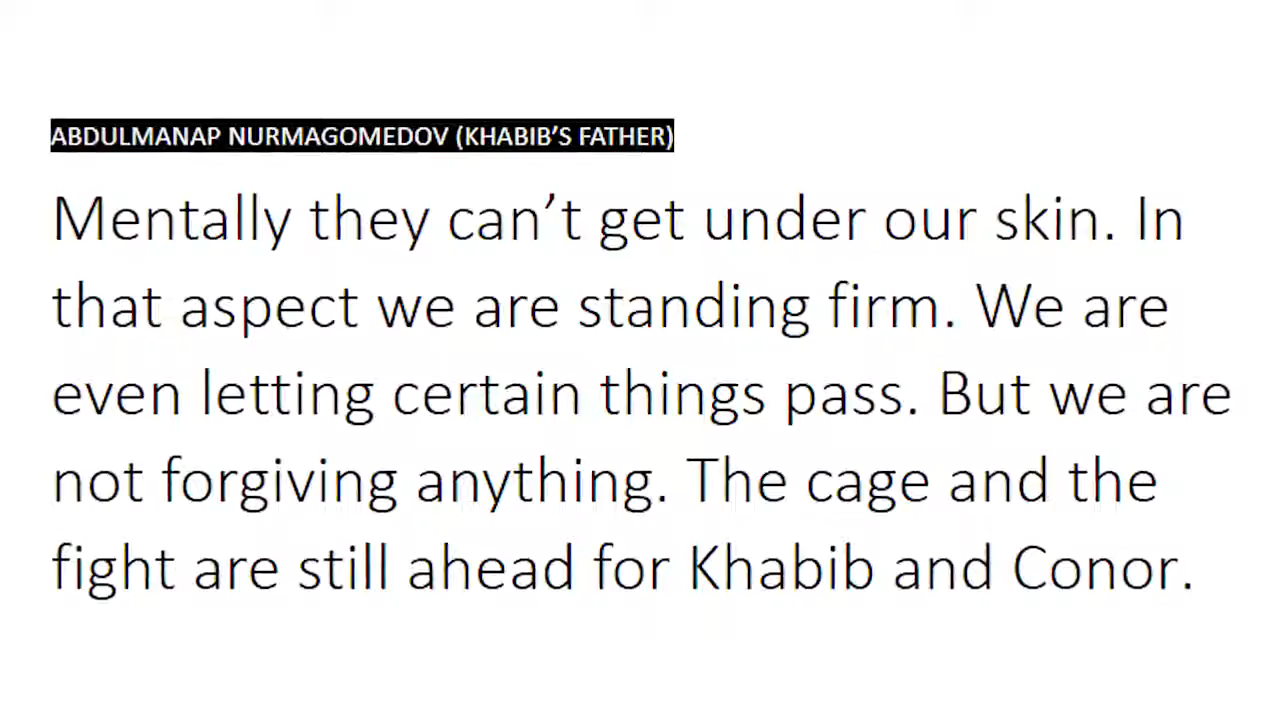 ABDULMANAP NURMAGOMEDOV (KHABIB’S FATHER)
Mentally they can’t get under our skin. In
that aspect we are standing firm. We are
even letting certain things pass. But we are
not forgiving anything. The cage and the
fight are still ahead for Khabib and Conor.